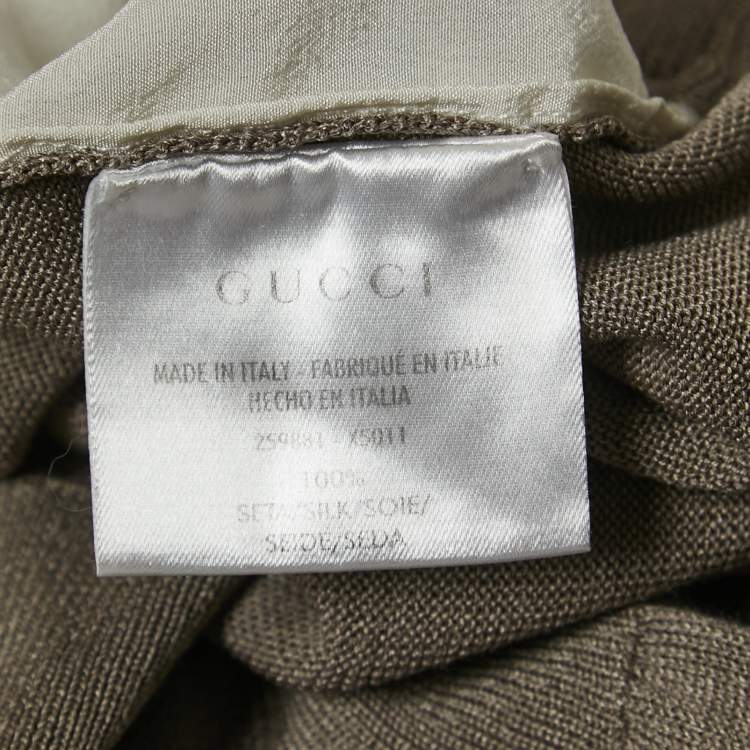 GUCCI
MADE IN ITALY - FABRIQUÉ EN ITALIE
HECHO EN ITALIA
259881 - X5011
100%
SETA/SILK/SOIE/
SEIDE/SEDA